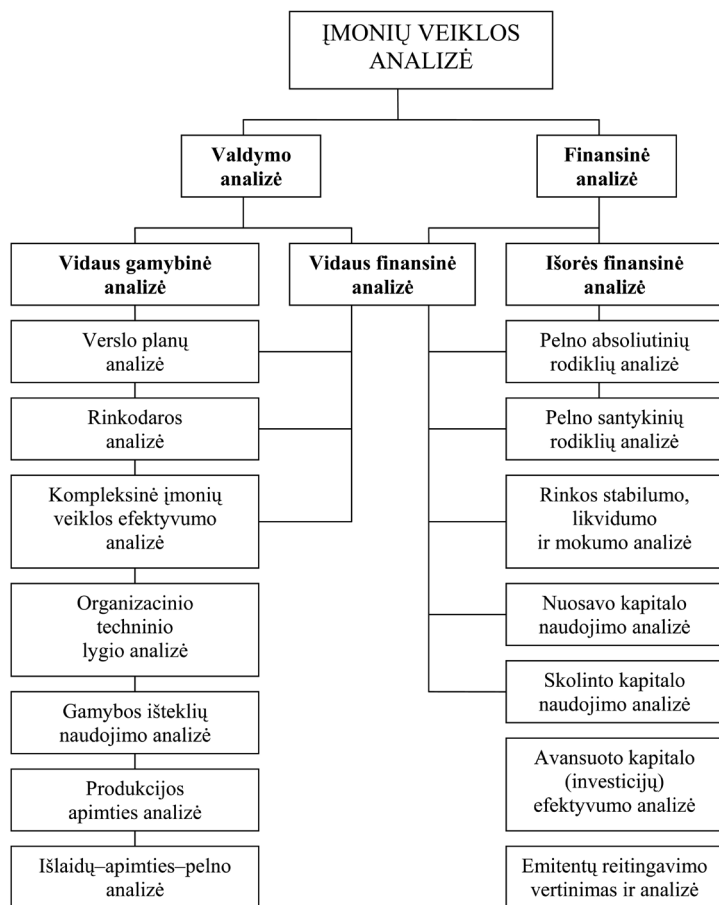 ĮMONIŲ VEIKLOS
ANALIZĖ
Valdymo
analizė
Finansinė
analizė
Vidaus gamybinė
analizė
Vidaus finansinė
analizė
Išorės finansinė
analizė
Verslo planų
analizė
Pelno absoliutinių
rodiklių analizė
Rinkodaros
analizė
Pelno santykinių
rodiklių analizė
Kompleksinė įmonių
veiklos efektyvumo
analizė
Rinkos stabilumo,
likvidumo
ir mokumo analizė
Organizacinio
techninio
lygio analizė
Nuosavo kapitalo
naudojimo analizė
Skolinto kapitalo
naudojimo analizė
Gamybos išteklių
naudojimo analizė
Avansuoto kapitalo
(investicijų)
efektyvumo analizė
Produkcijos
apimties analizė
Išlaidų–apimties–pelno
analizė
Emitentų reitingavimo
vertinimas ir analizė